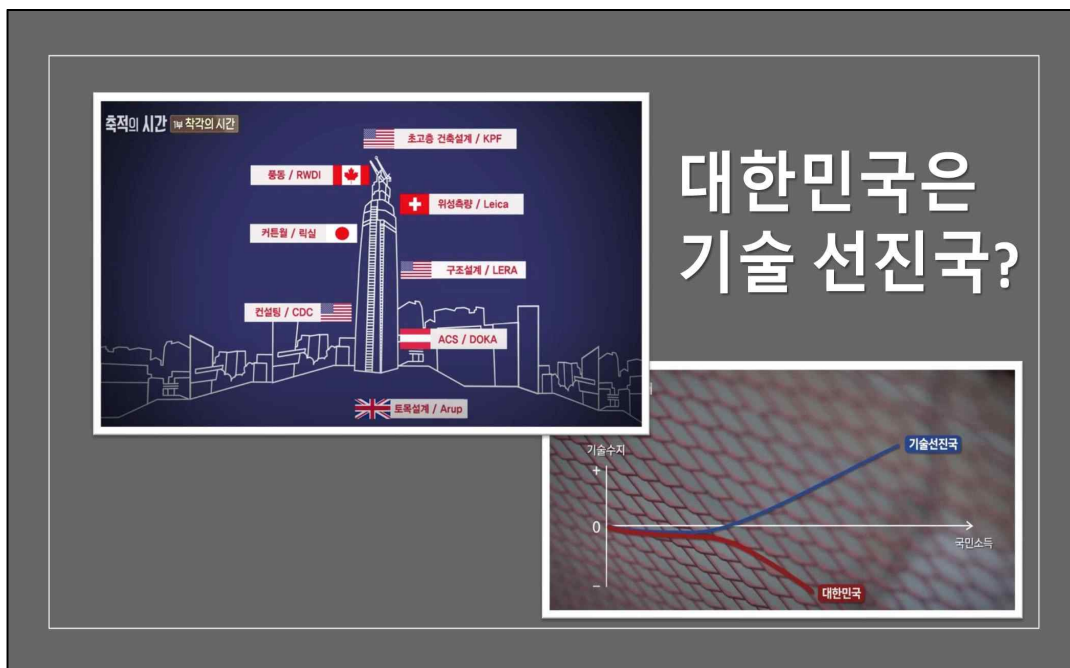 축적의 시간 1부 착각의 시간
초고층 건축설계 / KPF
풍동 / RWDI
위성측량 / Leica
커튼월 / 릭실
구조설계 / LERA
컨설팅 / CDC
ACS / DOKA
토목설계 / Arup
대한민국은
기술 선진국?
기술수지
+
0
−
기술선진국
국민소득
대한민국